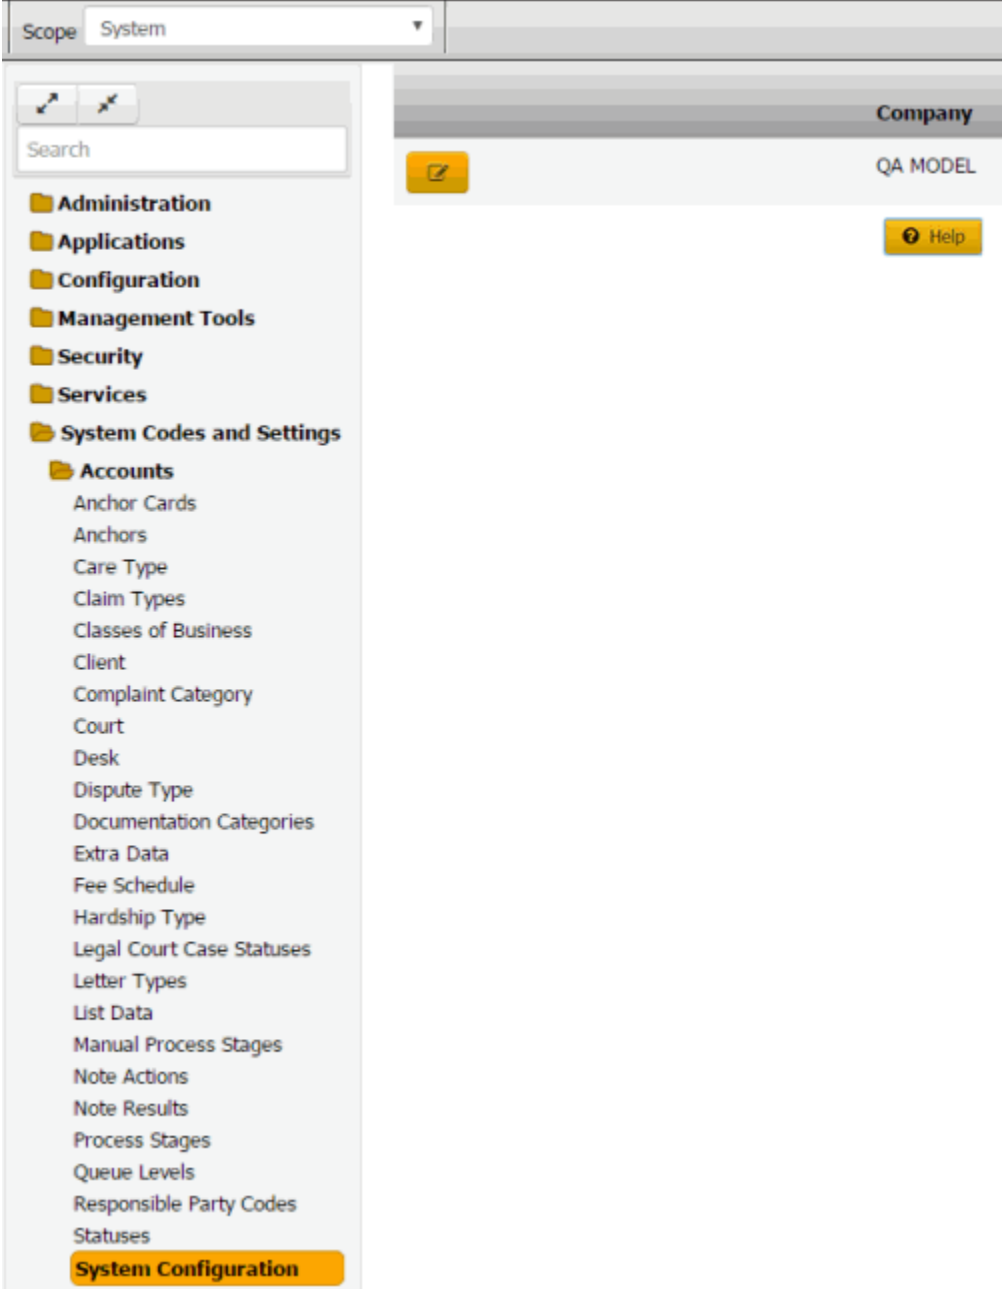 Scope System
Company
Search
QA MODEL
Administration
Help
Applications
Configuration
Management Tools
Security
Services
System Codes and Settings
Accounts
Anchor Cards
Anchors
Care Type
Claim Types
Classes of Business
Client
Complaint Category
Court
Desk
Dispute Type
Documentation Categories
Extra Data
Fee Schedule
Hardship Type
Legal Court Case Statuses
Letter Types
List Data
Manual Process Stages
Note Actions
Note Results
Process Stages
Queue Levels
Responsible Party Codes
Statuses
System Configuration